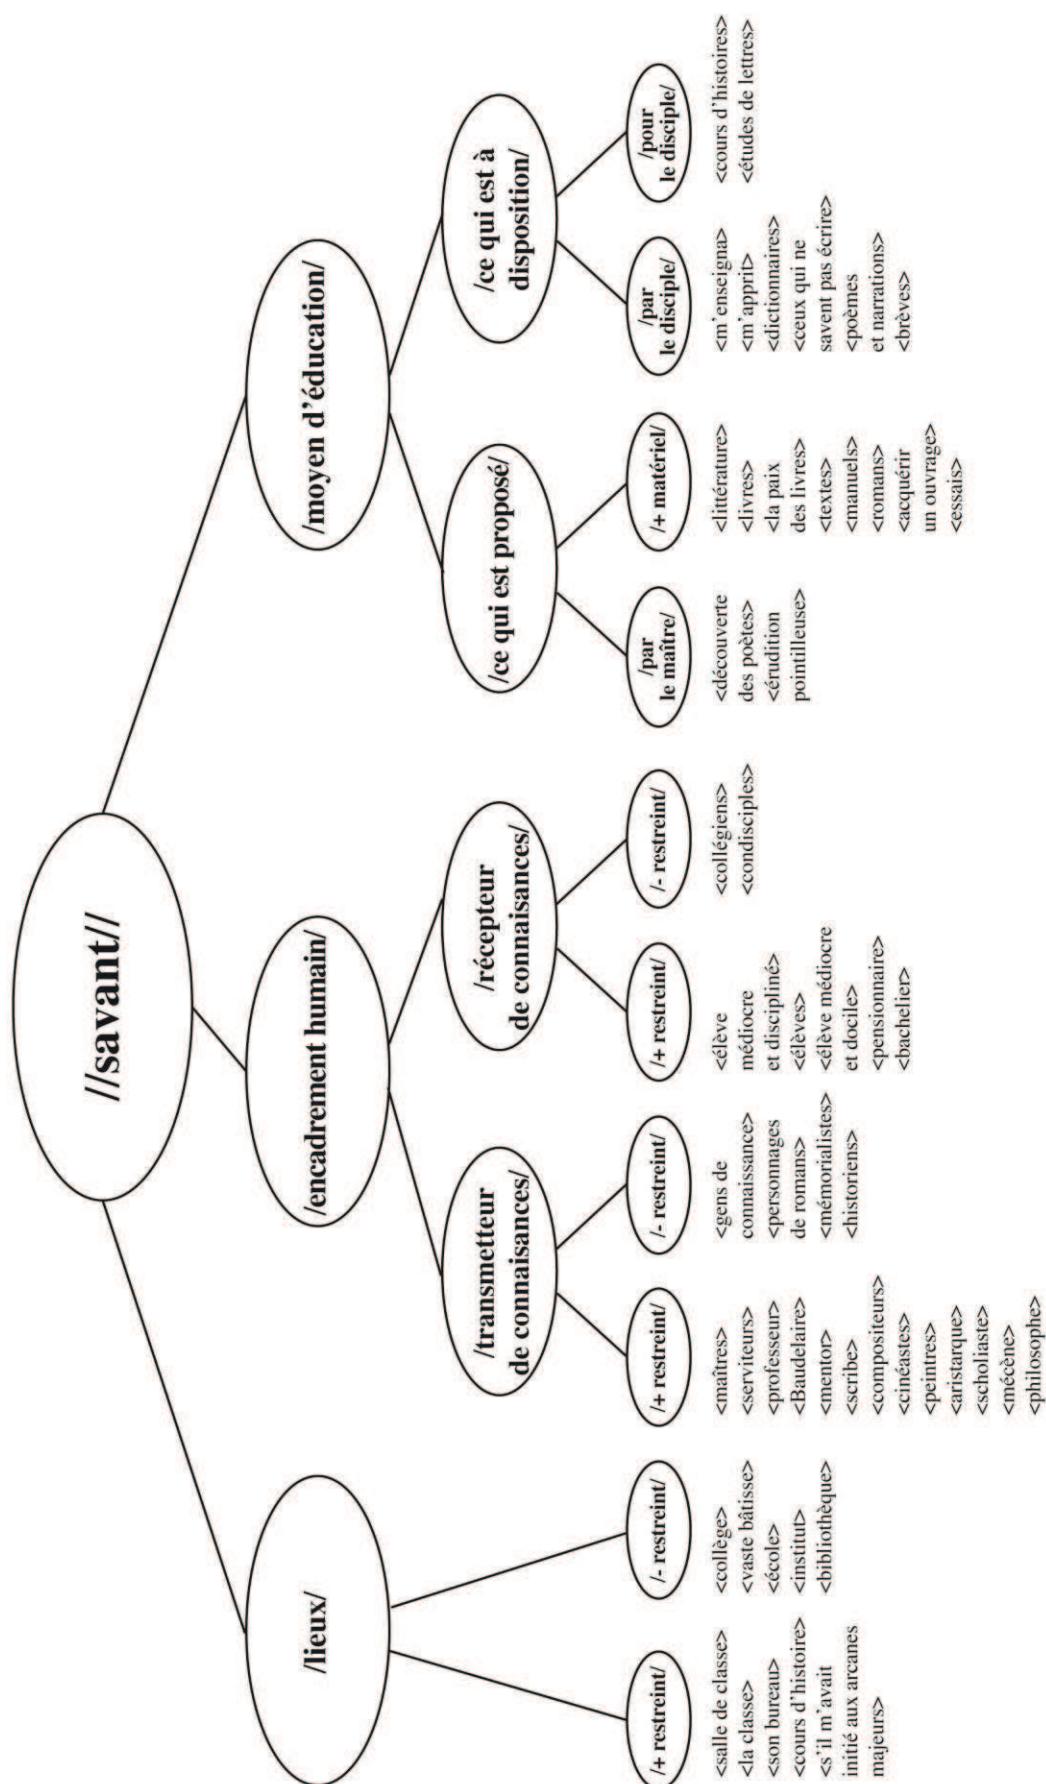 //savant//
/lieux/
/encadrement humain/
/moyen d'éducation/
/transmetteur
de connaisances/
/récepteur
de connaisances/
/ce qui est proposé/
/ce qui est à
disposition/
/+ restreint/
/- restreint/
/+ restreint/
/- restreint/
/+ restreint/
/- restreint/
/par
le maître/
/+ matériel/
/par
le disciple/
/pour
le disciple/
<salle de classe>
<la classe>
<son bureau>
<cours d'histoire>
<s'il m'avait
initié aux arcanes
majeurs>
<collège>
<vaste bâtisse>
<école>
<institut>
<bibliothèque>
<maîtres>
<serviteurs>
<professeur>
<Baudelaire>
<mentor>
<scribe>
<compositeurs>
<cinéastes>
<peintres>
<aristarque>
<scholiaste>
<mécène>
<philosophe>
<gens de
connaissance>
<personnages
de romans>
<mémorialistes>
<historiens>
<élève
médiocre
et discipliné>
<élèves>
<élève médiocre
et docile>
<pensionnaire>
<bachelier>
<collégiens>
<condisciples>
<découverte
des poètes>
<érudition
pointilleuse>
<littérature>
<livres>
<la paix
des livres>
<textes>
<manuels>
<romans>
<acquérir
un ouvrage>
<essais>
<m'enseigna>
<m'apprit>
<dictionnaires>
<ceux qui ne
savent pas écrire>
<poèmes
et narrations>
<brèves>
<cours d'histoires>
<études de lettres>